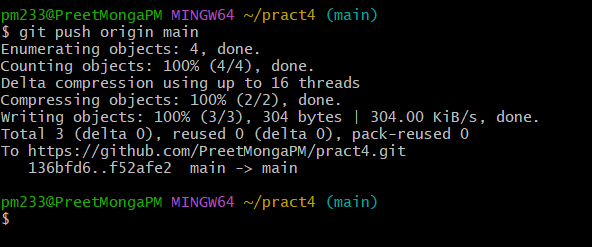 pm233@PreetMongaPM MINGW64 ~/pract4 (main)
$ git push origin main
Enumerating objects: 4, done.
Counting objects: 100% (4/4), done.
Delta compression using up to 16 threads
Compressing objects: 100% (2/2), done.
Writing objects: 100% (3/3), 304 bytes | 304.00 KiB/s, done.
Total 3 (delta 0), reused 0 (delta 0), pack-reused 0
To https://github.com/PreetMongaPM/pract4.git
   136bfd6..f52afe2  main -> main

pm233@PreetMongaPM MINGW64 ~/pract4 (main)
$